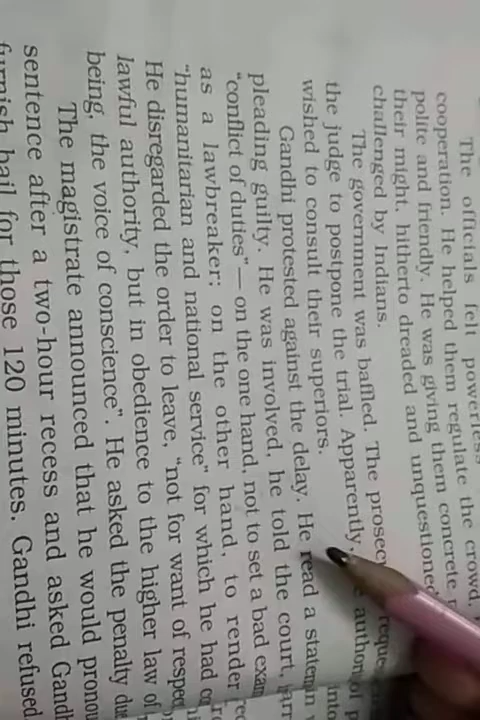 The officials felt powerless
cooperation. He helped them regulate the crowd.
polite and friendly. He was giving them concrete
their might, hitherto dreaded and unquestioned
challenged by Indians.
The government was baffled. The
the judge to postpone the trial. Apparently,
wished to consult their superiors.
Gandhi protested against the delay. He read a
pleading guilty. He was involved, he told the court,
"conflict of duties" — on the one hand, not to set a bad
as a lawbreaker; on the other hand, to render
"humanitarian and national service" for which he had
He disregarded the order to leave, "not for want of
lawful authority, but in obedience to the higher law of
being, the voice of conscience". He asked the penalty
The magistrate announced that he would
sentence after a two-hour recess and asked
furnish bail for those 120 minutes. Gandhi refused